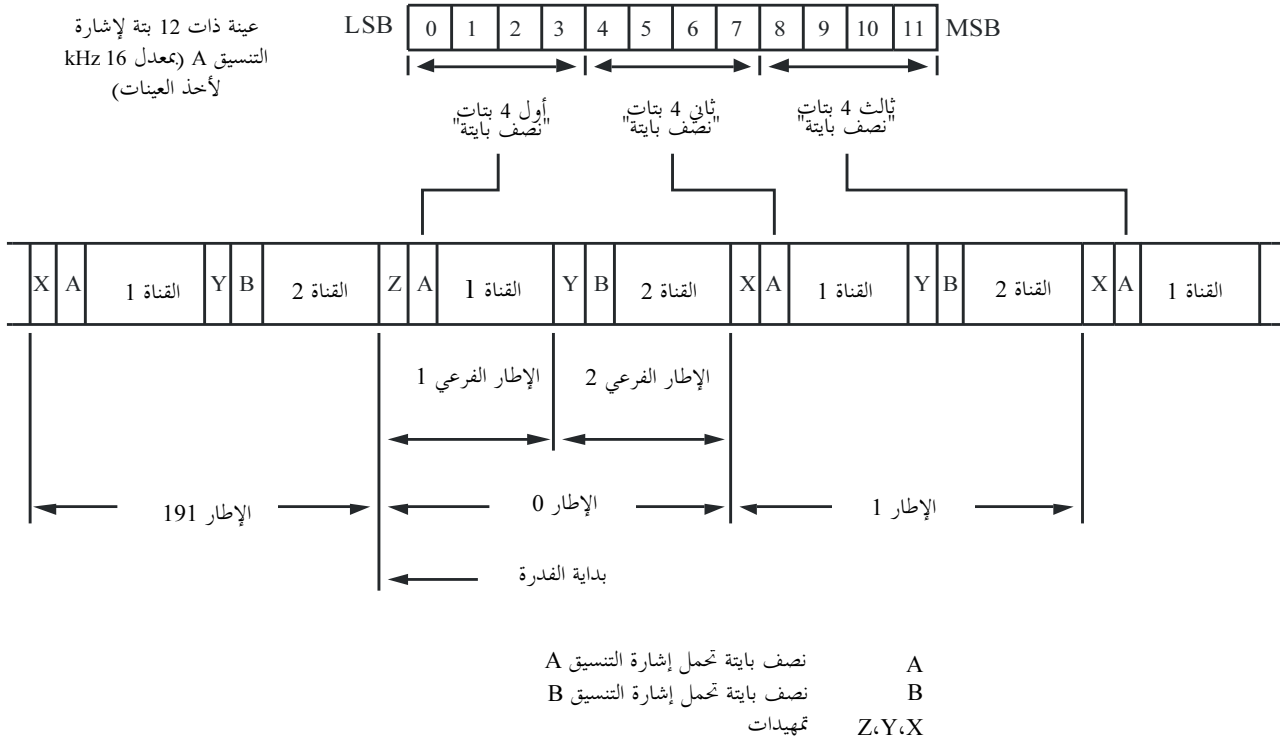 عينة ذات 12 بتة لإشارة
التنسيق A (بمعدل 16 kHz
لأخذ العينات)
LSB 0 1 2 3 4 5 6 7 8 9 10 11 MSB
أول 4 بتات
"نصف بايتة"
ثاني 4 بتات
"نصف بايتة"
ثالث 4 بتات
"نصف بايتة"
X A القناة 1 Y B القناة 2 Z A القناة 1 Y B القناة 2 X A القناة 1 Y B القناة 2 X A القناة 1
الإطار الفرعي 1
الإطار الفرعي 2
الإطار 191
الإطار 0
الإطار 1
بداية الفدرة
A نصف بايتة تحمل إشارة التنسيق A
B نصف بايتة تحمل إشارة التنسيق B
Z،Y،X تمهيدات